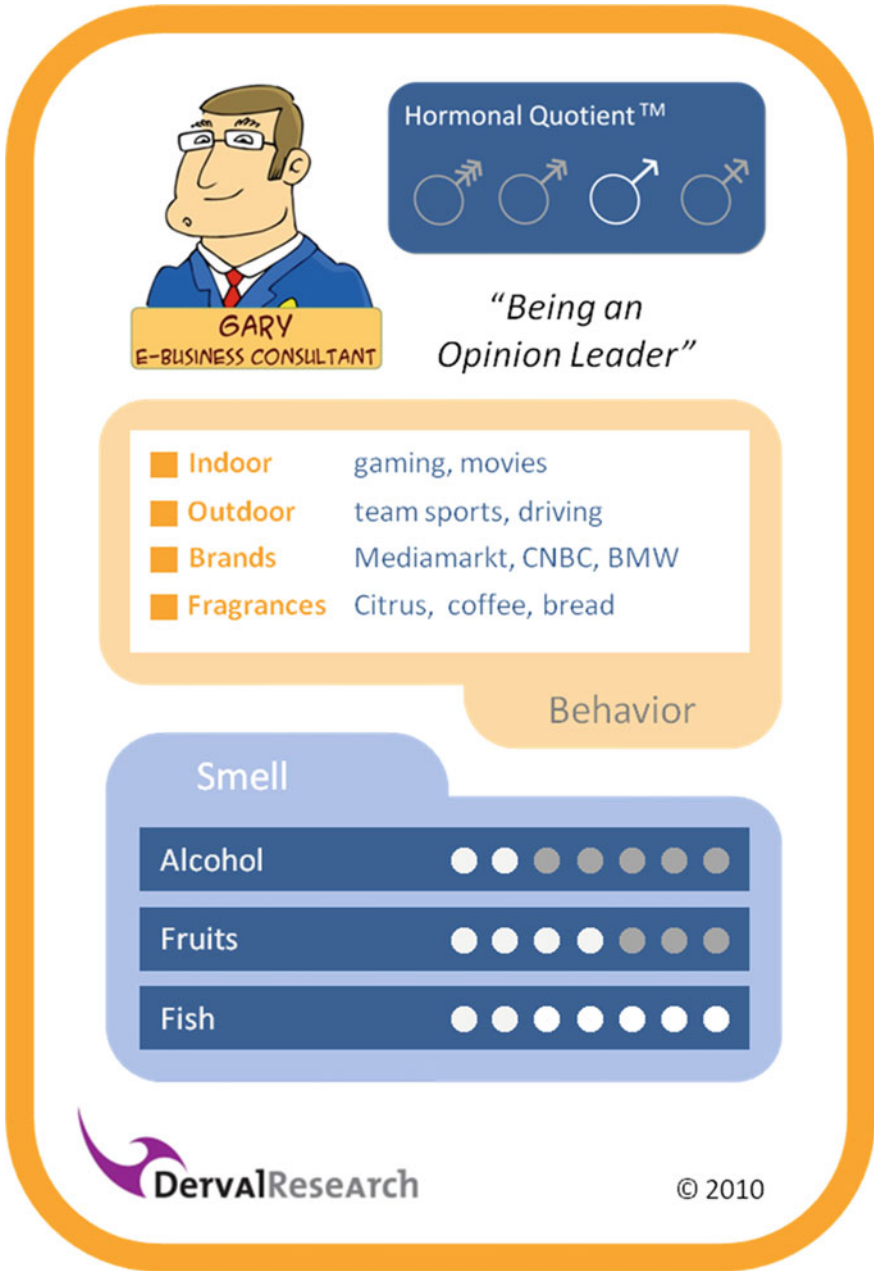 Hormonal Quotient™
GARY
E-BUSINESS CONSULTANT
“Being an
Opinion Leader”
Indoor gaming, movies
Outdoor team sports, driving
Brands Mediamarkt, CNBC, BMW
Fragrances Citrus, coffee, bread
Behavior
Smell
Alcohol
Fruits
Fish
DervalResearch
© 2010